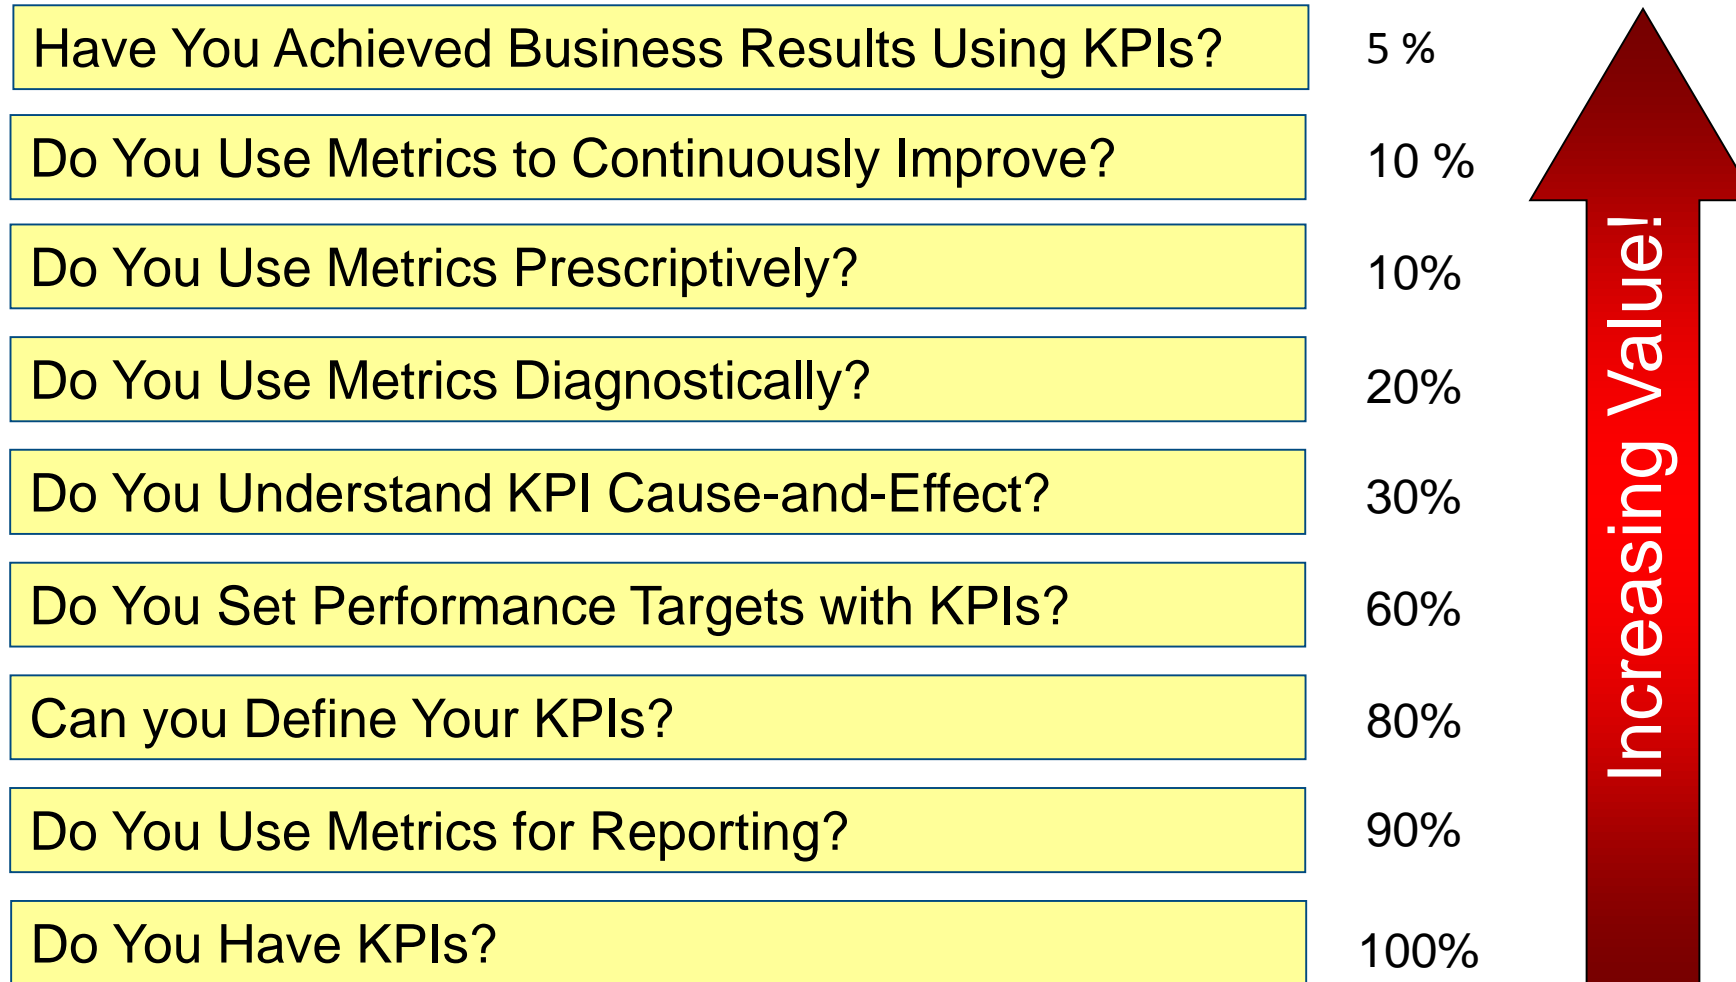 Have You Achieved Business Results Using KPIs? 5 %
Do You Use Metrics to Continuously Improve? 10 %
Do You Use Metrics Prescriptively? 10%
Do You Use Metrics Diagnostically? 20%
Do You Understand KPI Cause-and-Effect? 30%
Do You Set Performance Targets with KPIs? 60%
Can you Define Your KPIs? 80%
Do You Use Metrics for Reporting? 90%
Do You Have KPIs? 100%
Increasing Value!